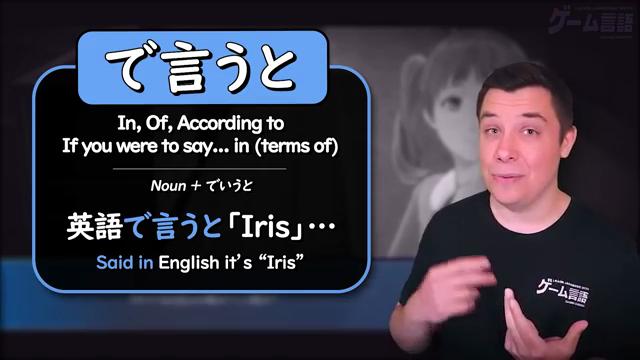 で言うと
In, Of, According to
If you were to say... in (terms of)
Noun + でいうと
英語で言うと「Iris」…
Said in English it's “Iris”
ゲーム言語
ゲーム言語